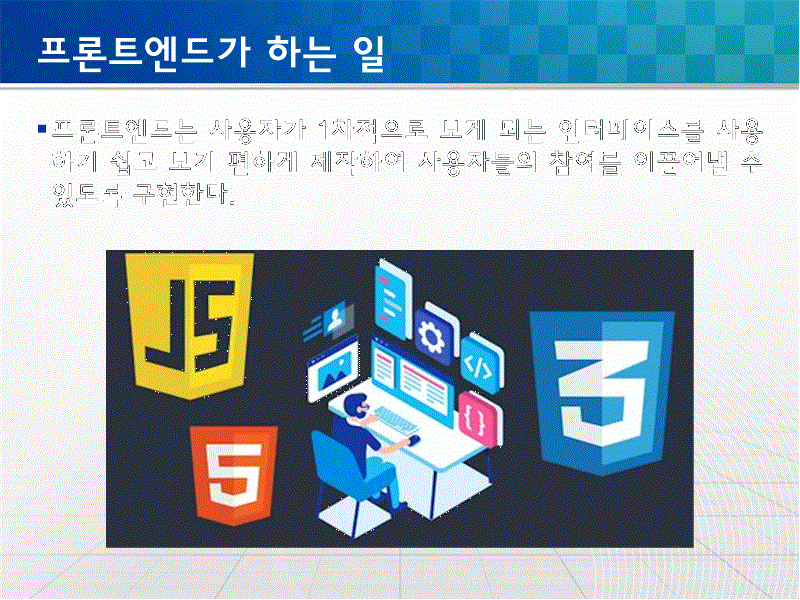 프론트엔드가 하는 일
프론트엔드는 사용자가 1차적으로 보게 되는 인터페이스를 사용
하기 쉽고 보기 편하게 제작하여 사용자들의 참여를 이끌어낼 수
있도록 구현한다.
JS
</>
{ }
5
3